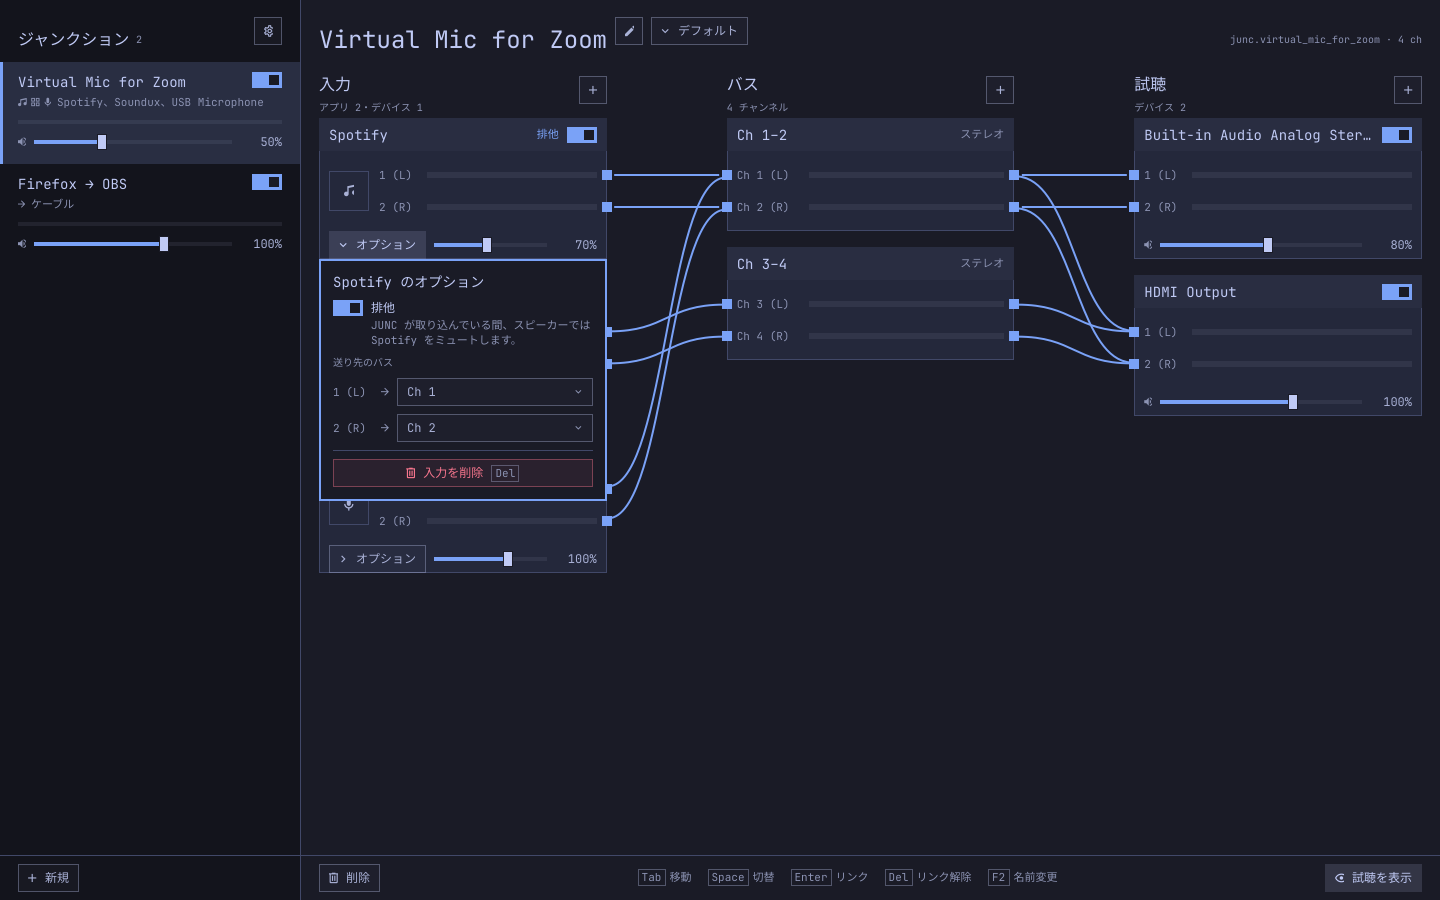 ジャンクション 2
Virtual Mic for Zoom
Spotify、Soundux、USB Microphone
50%
Firefox → OBS
→ ケーブル
100%
+ 新規
Virtual Mic for Zoom
デフォルト
junc.virtual_mic_for_zoom · 4 ch
入力
アプリ 2・デバイス 1
Spotify 排他
1 (L)
2 (R)
オプション 70%
Spotify のオプション
排他
JUNC が取り込んでいる間、スピーカーでは
Spotify をミュートします。
送り先のバス
1 (L) → Ch 1
2 (R) → Ch 2
入力を削除 Del
2 (R)
オプション 100%
バス
4 チャンネル
Ch 1–2 ステレオ
Ch 1 (L)
Ch 2 (R)
Ch 3–4 ステレオ
Ch 3 (L)
Ch 4 (R)
試聴
デバイス 2
Built-in Audio Analog Ster…
1 (L)
2 (R)
80%
HDMI Output
1 (L)
2 (R)
100%
削除
Tab 移動 Space 切替 Enter リンク Del リンク解除 F2 名前変更
試聴を表示